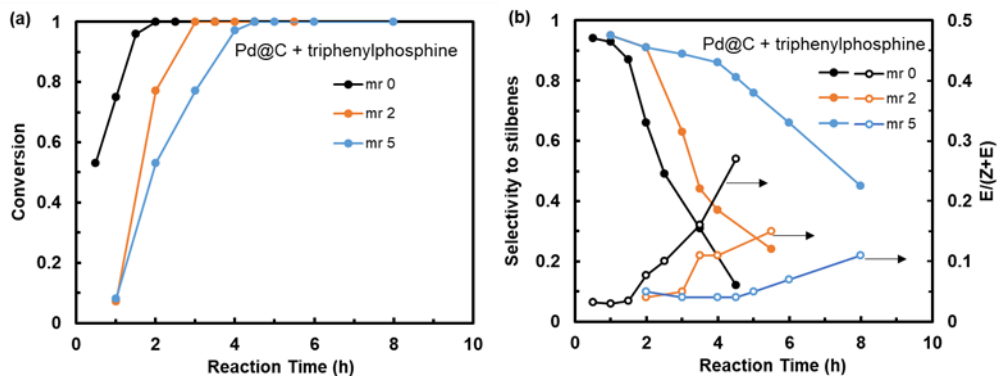 (a)
Pd@C + triphenylphosphine
mr 0
mr 2
mr 5
Conversion
1
0.8
0.6
0.4
0.2
0
0
2
4
6
8
10
Reaction Time (h)
(b)
Pd@C + triphenylphosphine
mr 0
mr 2
mr 5
Selectivity to stilbenes
1
0.8
0.6
0.4
0.2
0
0
2
4
6
8
10
Reaction Time (h)
0.5
0.4
0.3
0.2
0.1
0
E/(Z+E)